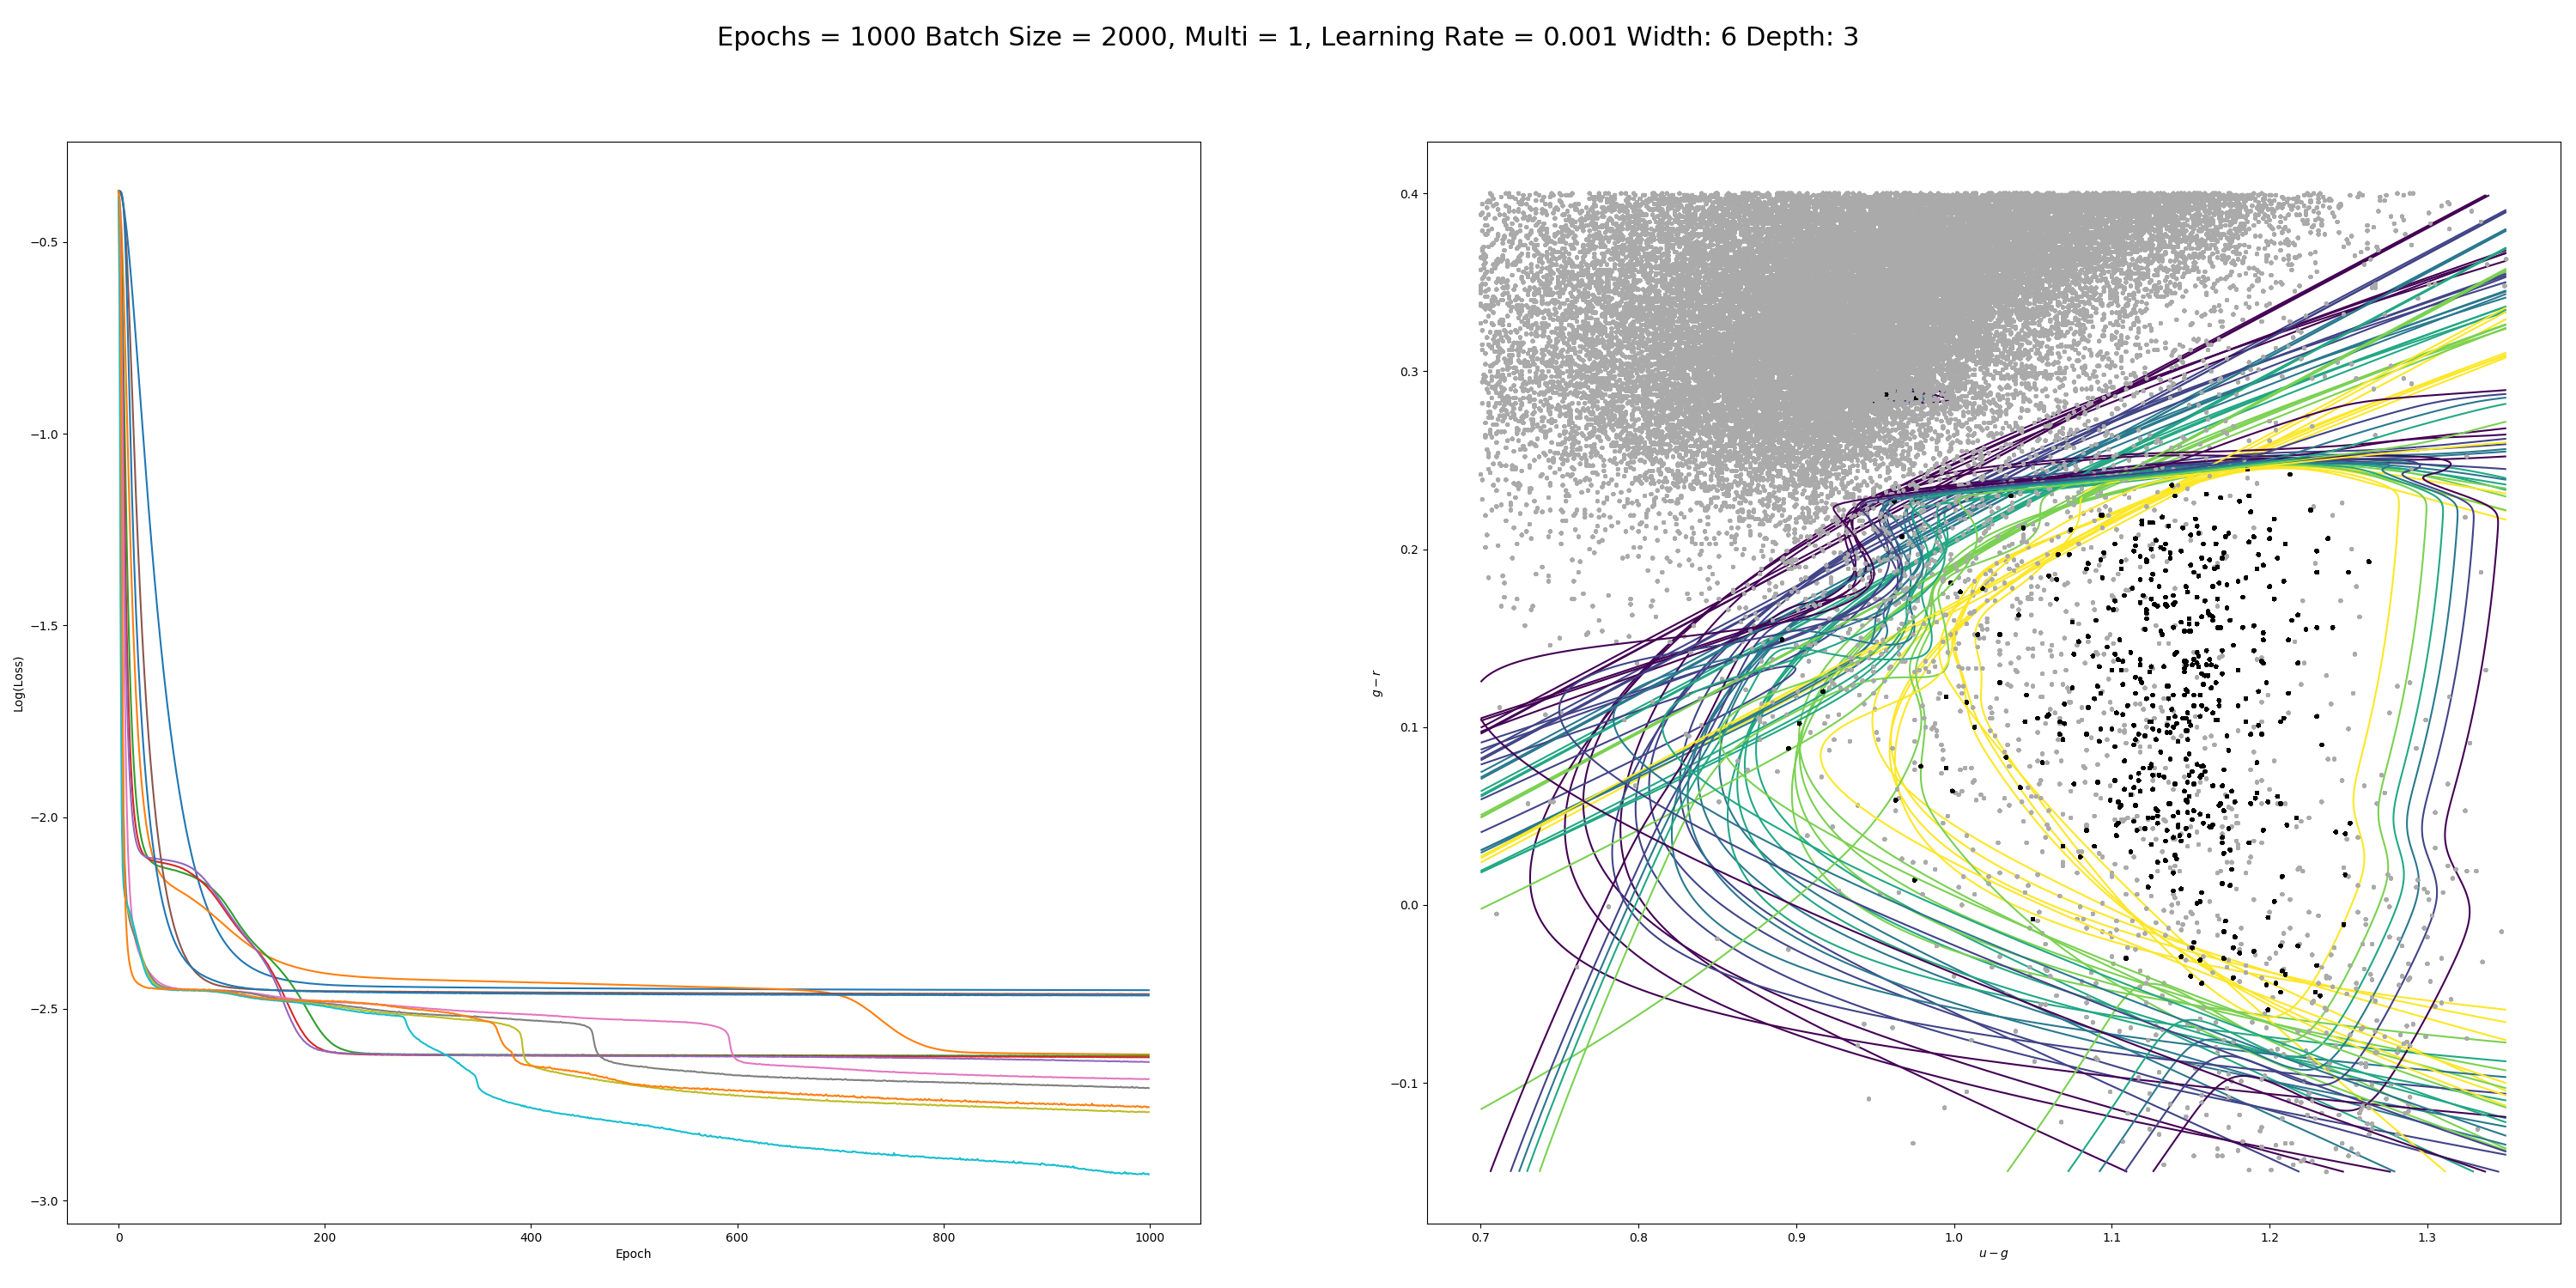 Epochs = 1000 Batch Size = 2000, Multi = 1, Learning Rate = 0.001 Width: 6 Depth: 3
−0.5
−1.0
−1.5
−2.0
−2.5
−3.0
Log(Loss)
0 200 400 600 800 1000
Epoch
0.4
0.3
0.2
0.1
0.0
−0.1
g − r
0.7 0.8 0.9 1.0 1.1 1.2 1.3
u − g